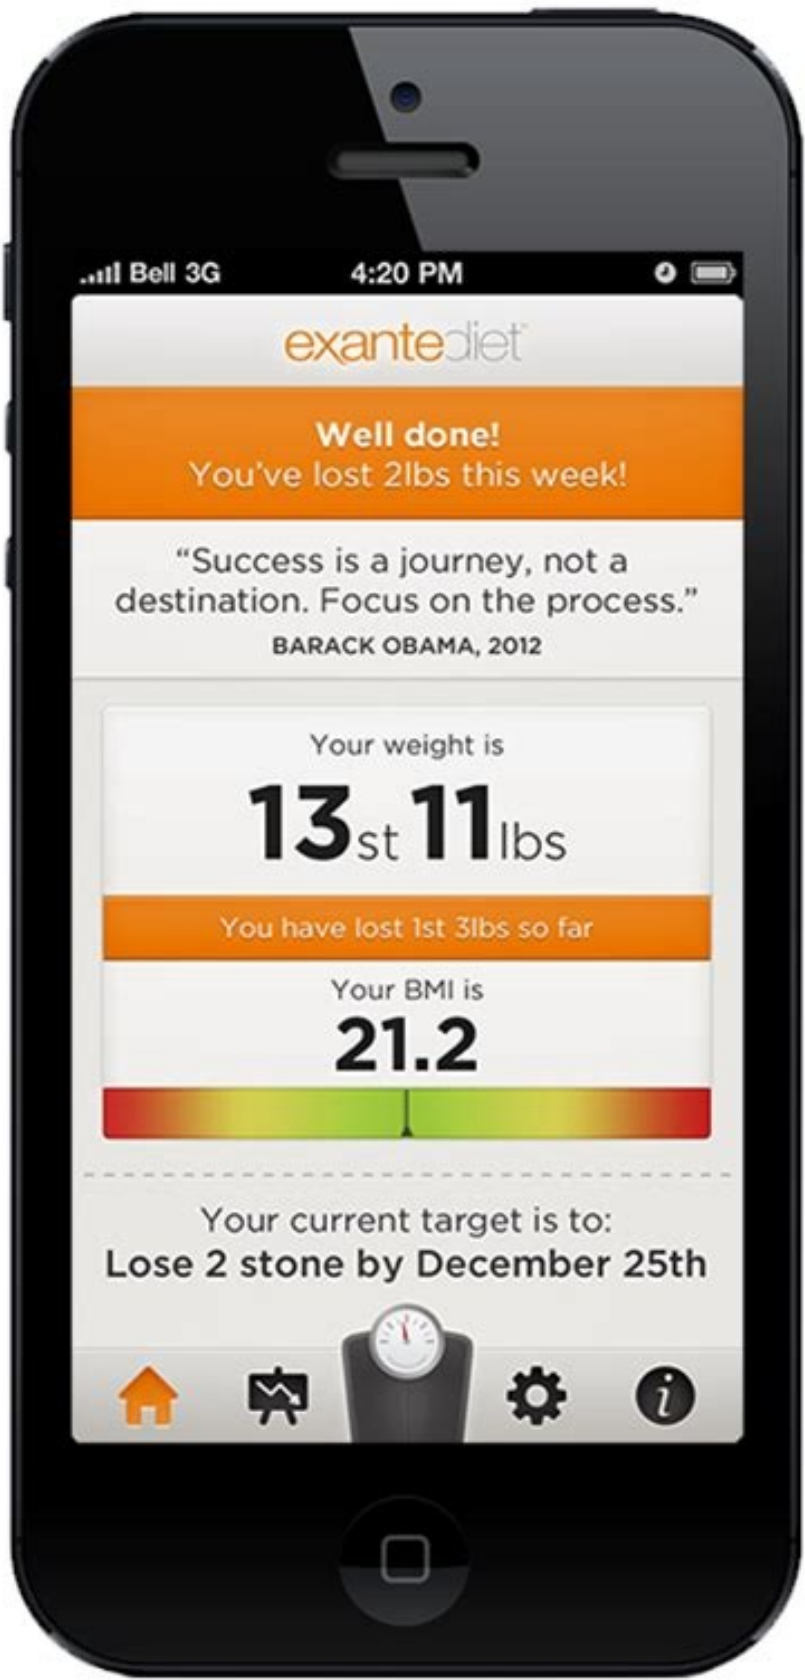 Bell 3G 4:20 PM
exantediet™
Well done!
You've lost 2lbs this week!
“Success is a journey, not a
destination. Focus on the process.”
BARACK OBAMA, 2012
Your weight is
13st 11lbs
You have lost 1st 3lbs so far
Your BMI is
21.2
Your current target is to:
Lose 2 stone by December 25th
i